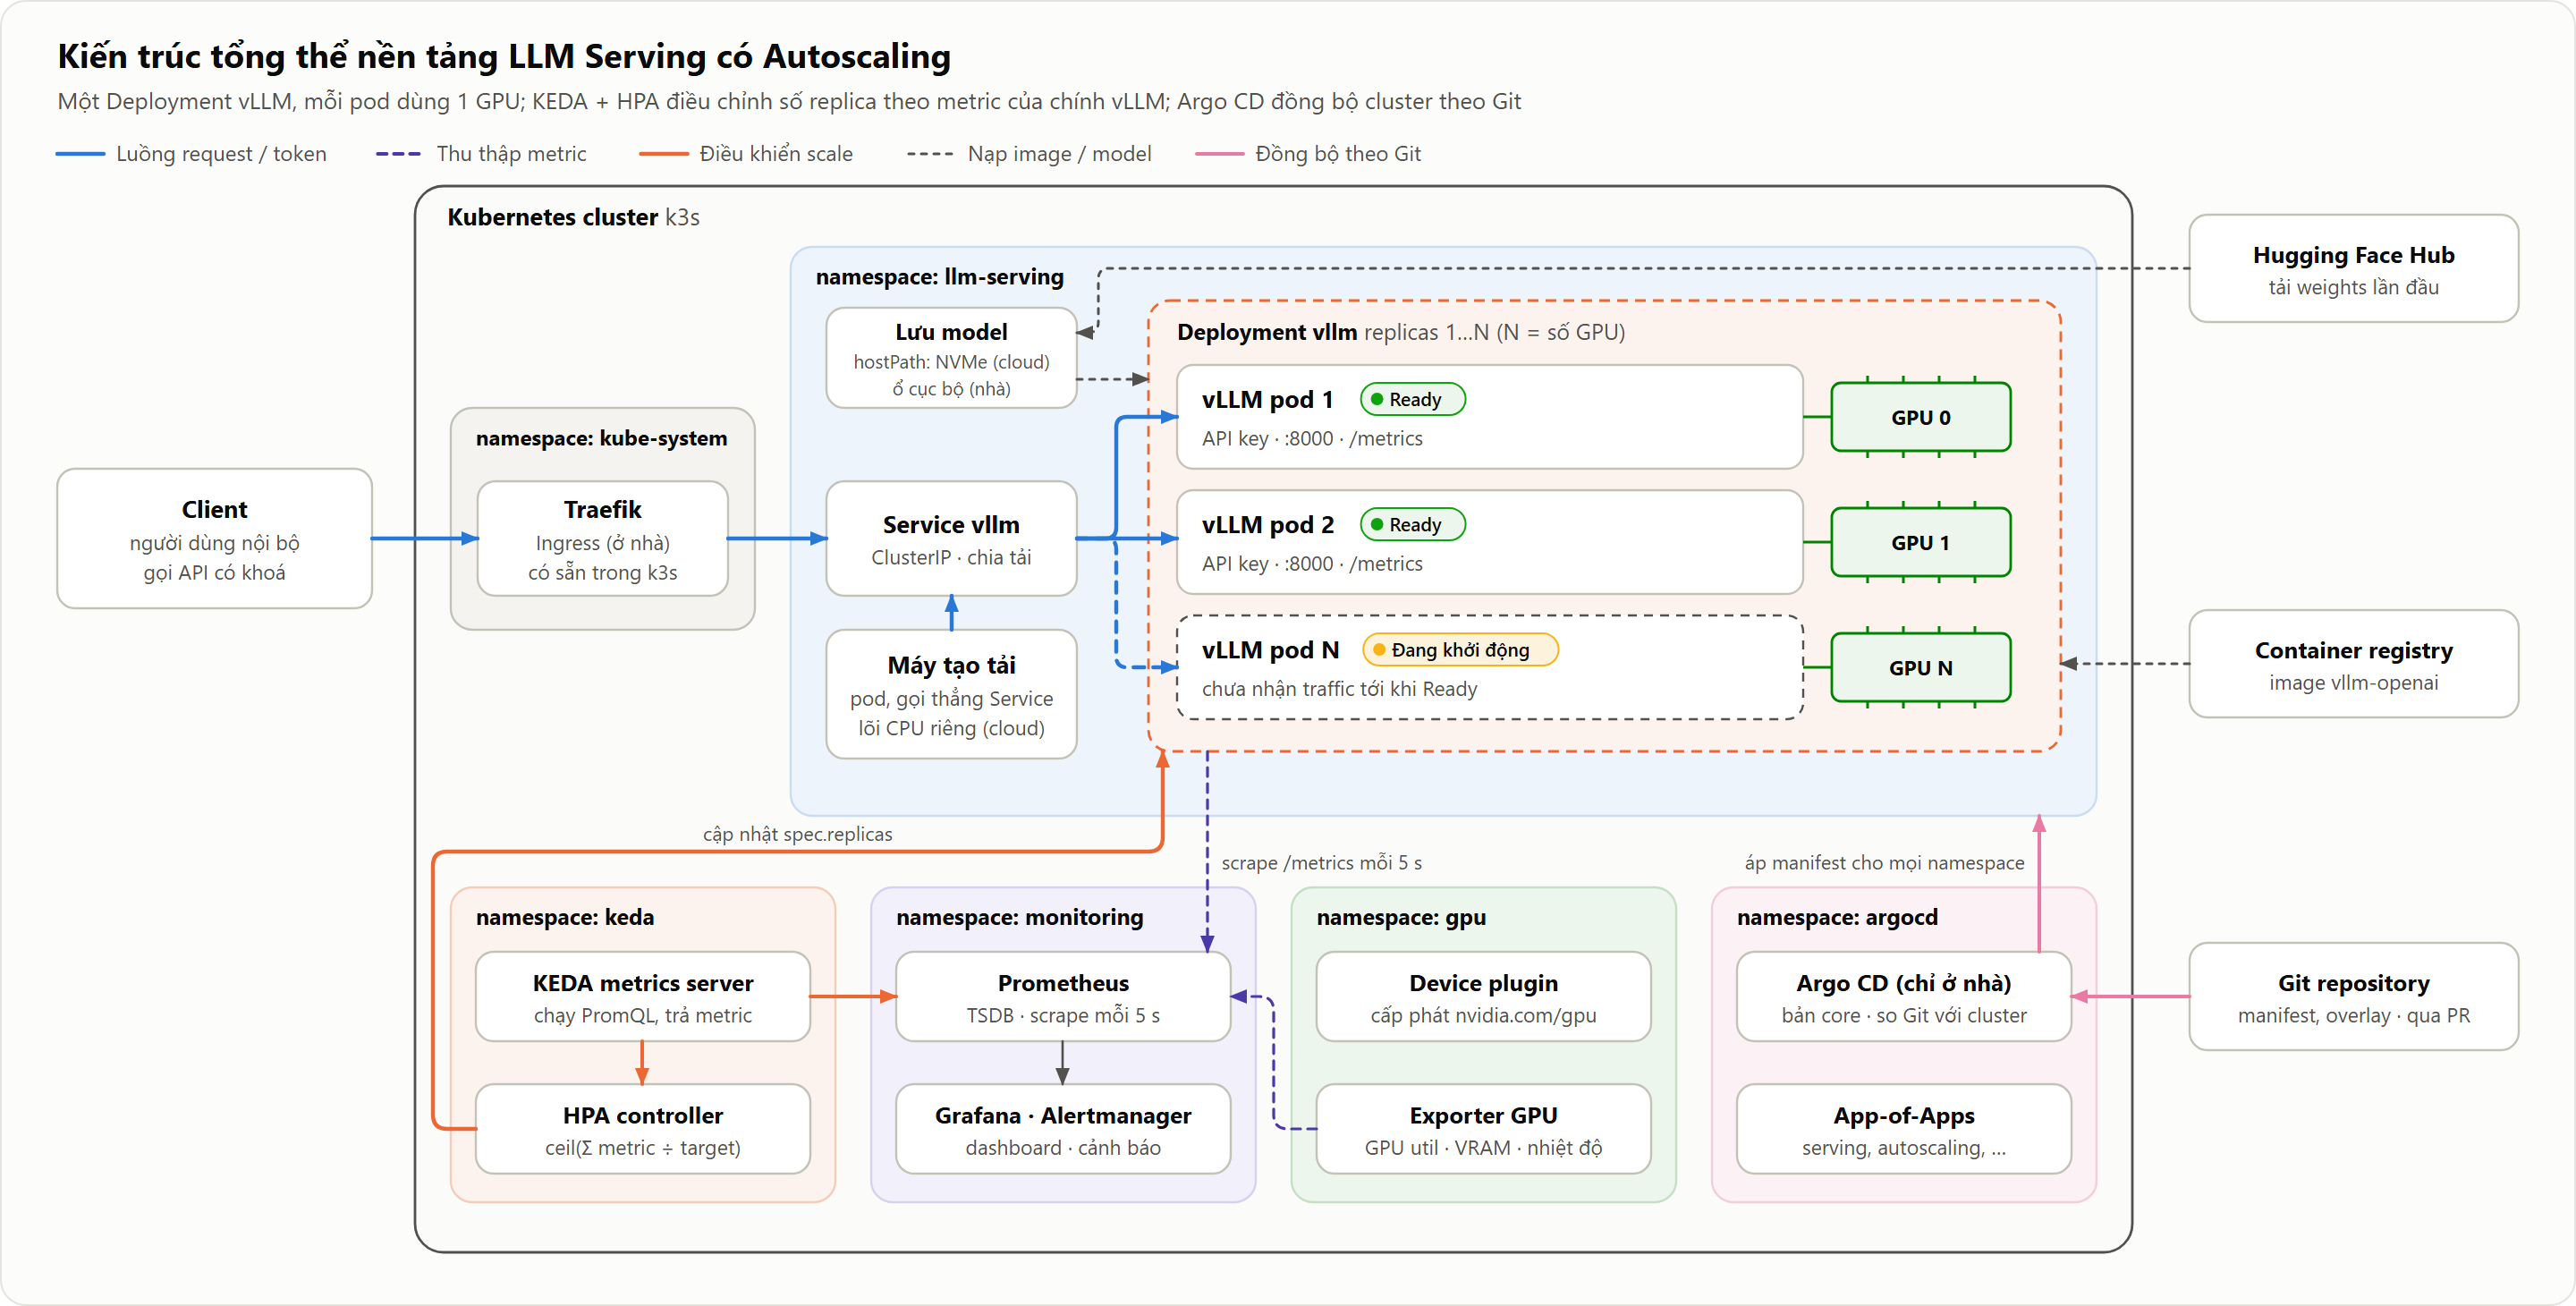 Kiến trúc tổng thể nền tảng LLM Serving có Autoscaling
Một Deployment vLLM, mỗi pod dùng 1 GPU; KEDA + HPA điều chỉnh số replica theo metric của chính vLLM; Argo CD đồng bộ cluster theo Git
Luồng request / token
Thu thập metric
Điều khiển scale
Nạp image / model
Đồng bộ theo Git
Kubernetes cluster k3s
namespace: llm-serving
Lưu model
hostPath: NVMe (cloud)
ổ cục bộ (nhà)
Deployment vllm replicas 1…N (N = số GPU)
vLLM pod 1
Ready
API key · :8000 · /metrics
GPU 0
vLLM pod 2
Ready
API key · :8000 · /metrics
GPU 1
vLLM pod N
Đang khởi động
chưa nhận traffic tới khi Ready
GPU N
Hugging Face Hub
tải weights lần đầu
namespace: kube-system
Traefik
Ingress (ở nhà)
có sẵn trong k3s
Client
người dùng nội bộ
gọi API có khoá
Service vllm
ClusterIP · chia tải
Máy tạo tải
pod, gọi thẳng Service
lõi CPU riêng (cloud)
Container registry
image vllm-openai
cập nhật spec.replicas
scrape /metrics mỗi 5 s
áp manifest cho mọi namespace
namespace: keda
KEDA metrics server
chạy PromQL, trả metric
HPA controller
ceil(Σ metric ÷ target)
namespace: monitoring
Prometheus
TSDB · scrape mỗi 5 s
Grafana · Alertmanager
dashboard · cảnh báo
namespace: gpu
Device plugin
cấp phát nvidia.com/gpu
Exporter GPU
GPU util · VRAM · nhiệt độ
namespace: argocd
Argo CD (chỉ ở nhà)
bản core · so Git với cluster
App-of-Apps
serving, autoscaling, …
Git repository
manifest, overlay · qua PR